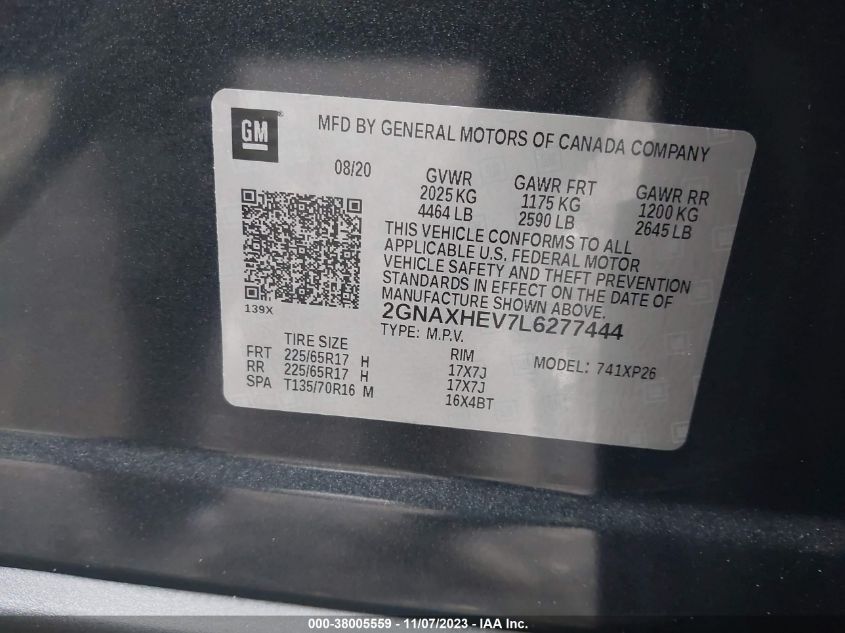 GM
MFD BY GENERAL MOTORS OF CANADA COMPANY
08/20
GVWR GAWR FRT GAWR RR
2025 KG 1175 KG 1200 KG
4464 LB 2590 LB 2645 LB
THIS VEHICLE CONFORMS TO ALL
APPLICABLE U.S. FEDERAL MOTOR
VEHICLE SAFETY AND THEFT PREVENTION
STANDARDS IN EFFECT ON THE DATE OF
MANUFACTURE SHOWN ABOVE.
139X
2GNAXHEV7L6277444
TYPE: M.P.V.
TIRE SIZE RIM MODEL: 741XP26
FRT 225/65R17 H 17X7J
RR 225/65R17 H 17X7J
SPA T135/70R16 M 16X4BT
000-38005559 - 11/07/2023 - IAAI.com